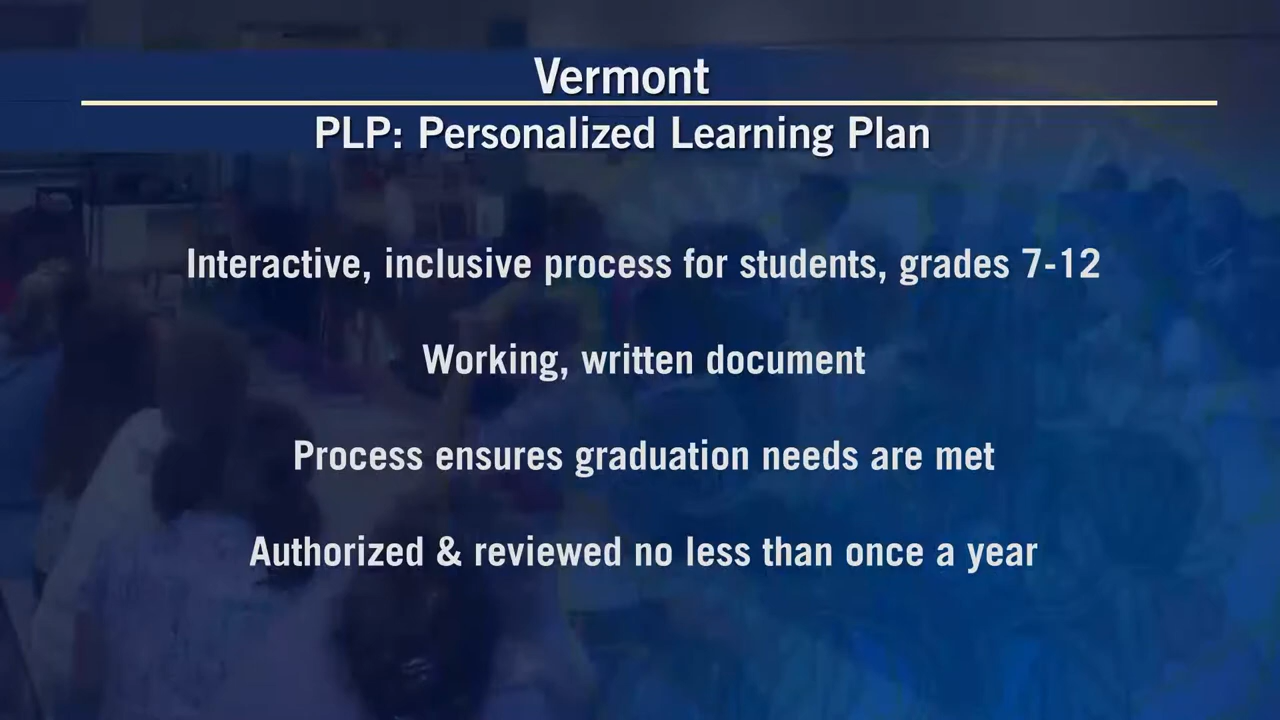 Vermont
PLP: Personalized Learning Plan
Interactive, inclusive process for students, grades 7-12
Working, written document
Process ensures graduation needs are met
Authorized & reviewed no less than once a year